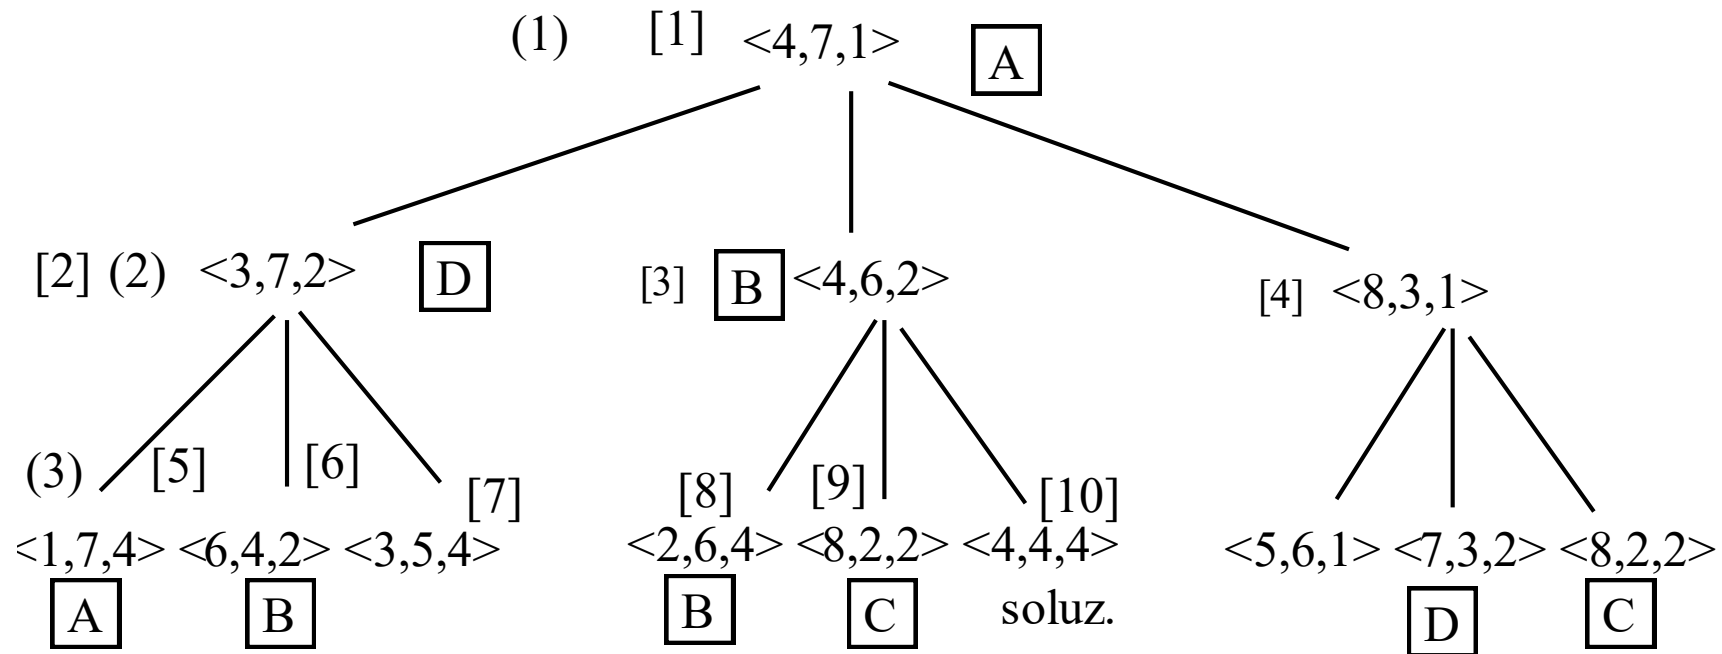 (1) [1] <4,7,1> A
[2] (2) <3,7,2> D [3] B <4,6,2> [4] <8,3,1>
(3) [5] [6] [7] [8] [9] [10]
<1,7,4> <6,4,2> <3,5,4> <2,6,4> <8,2,2> <4,4,4> <5,6,1> <7,3,2> <8,2,2>
A B B C soluz. D C